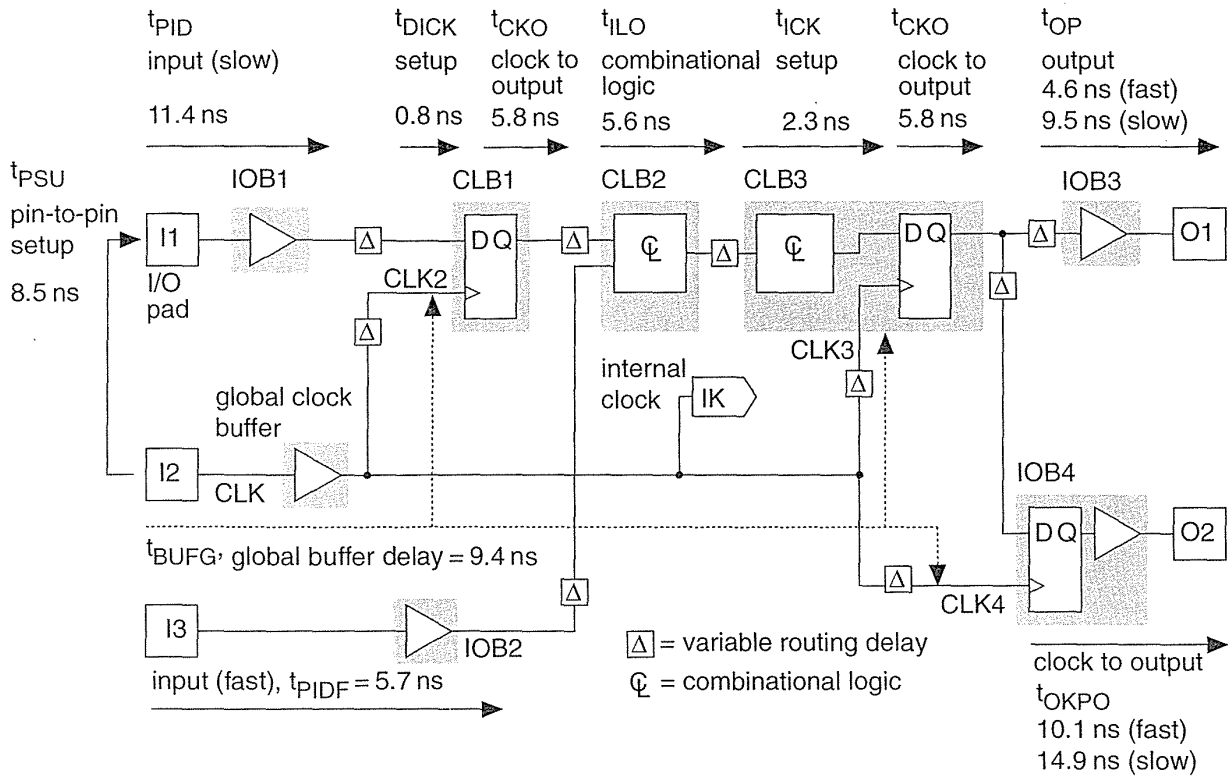 tPID
input (slow)
11.4 ns
tDICK
setup
0.8 ns
tCKO
clock to
output
5.8 ns
tILO
combinational
logic
5.6 ns
tICK
setup
2.3 ns
tCKO
clock to
output
5.8 ns
tOP
output
4.6 ns (fast)
9.5 ns (slow)
tPSU
pin-to-pin
setup
8.5 ns
IOB1
CLB1
CLB2
CLB3
IOB3
I1
I/O
pad
Δ
D Q
Δ
CL
Δ
CL
D Q
Δ
O1
CLK2
Δ
Δ
CLK3
Δ
internal
clock
IK
global clock
buffer
I2
CLK
IOB4
D Q
O2
tBUFG, global buffer delay = 9.4 ns
Δ
Δ
CLK4
I3
IOB2
input (fast), tPIDF = 5.7 ns
Δ = variable routing delay
CL = combinational logic
clock to output
tOKPO
10.1 ns (fast)
14.9 ns (slow)